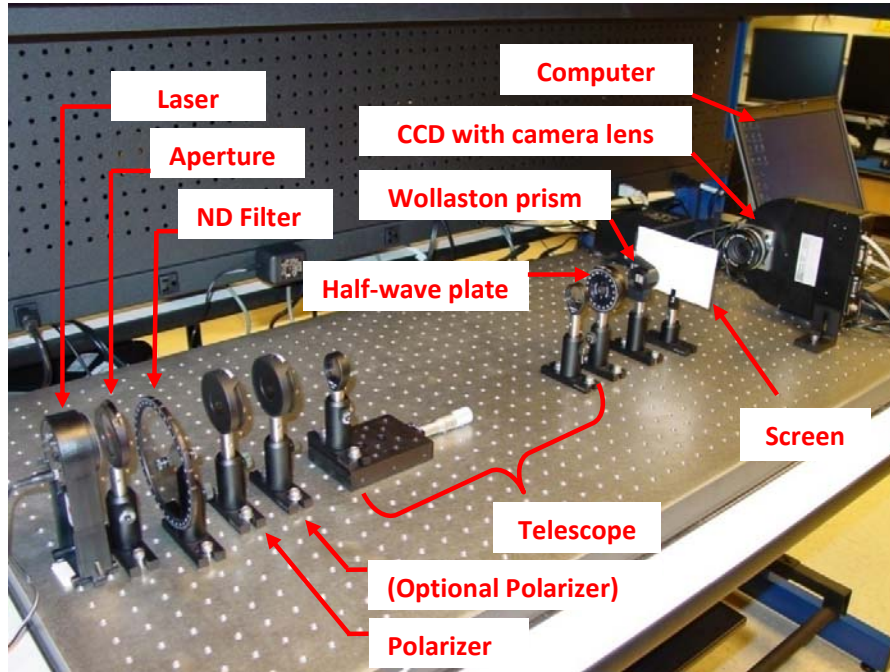 Computer
Laser
CCD with camera lens
Aperture
Wollaston prism
ND Filter
Half-wave plate
Screen
Telescope
(Optional Polarizer)
Polarizer